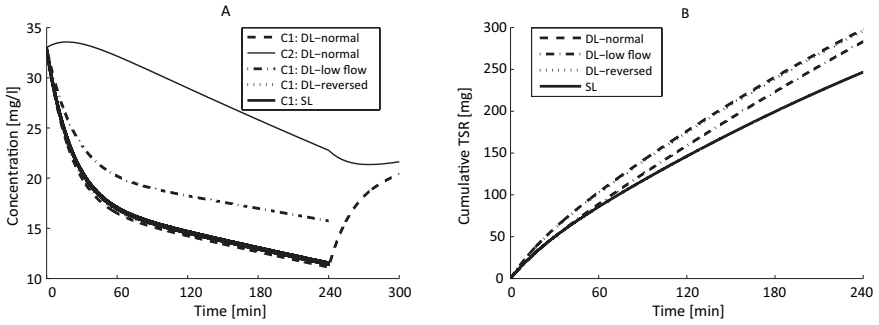 A
Concentration [mg/l]
35
30
25
20
15
10
C1: DL−normal
C2: DL−normal
C1: DL−low flow
C1: DL−reversed
C1: SL
0
60
120
180
240
300
Time [min]
B
Cumulative TSR [mg]
300
250
200
150
100
50
0
DL−normal
DL−low flow
DL−reversed
SL
0
60
120
180
240
Time [min]